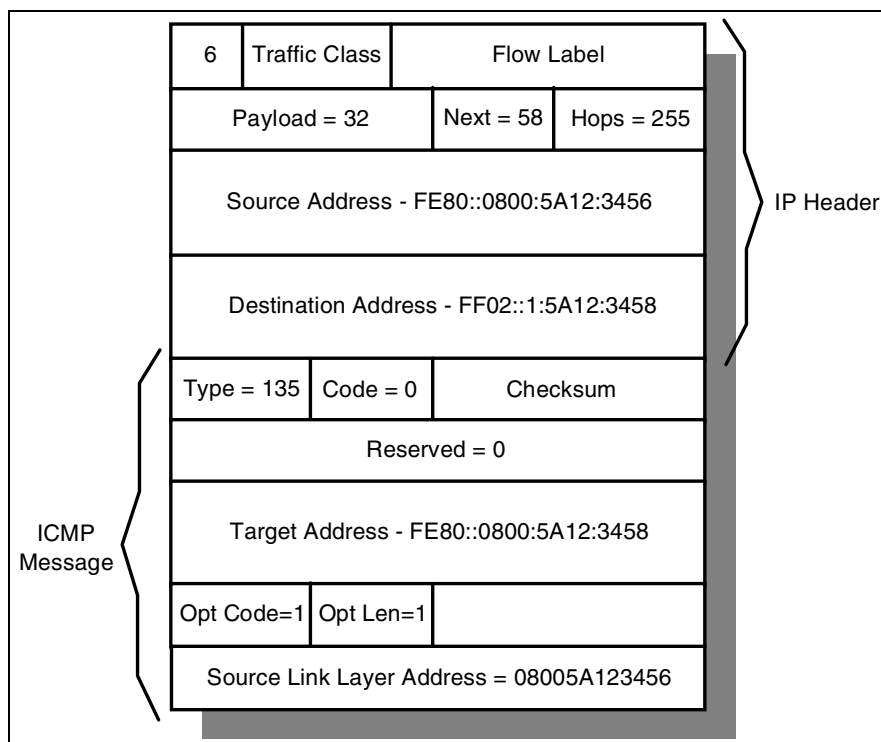 6 Traffic Class Flow Label
Payload = 32 Next = 58 Hops = 255
Source Address - FE80::0800:5A12:3456
IP Header
Destination Address - FF02::1:5A12:3458
Type = 135 Code = 0 Checksum
Reserved = 0
Target Address - FE80::0800:5A12:3458
ICMP
Message
Opt Code=1 Opt Len=1
Source Link Layer Address = 08005A123456